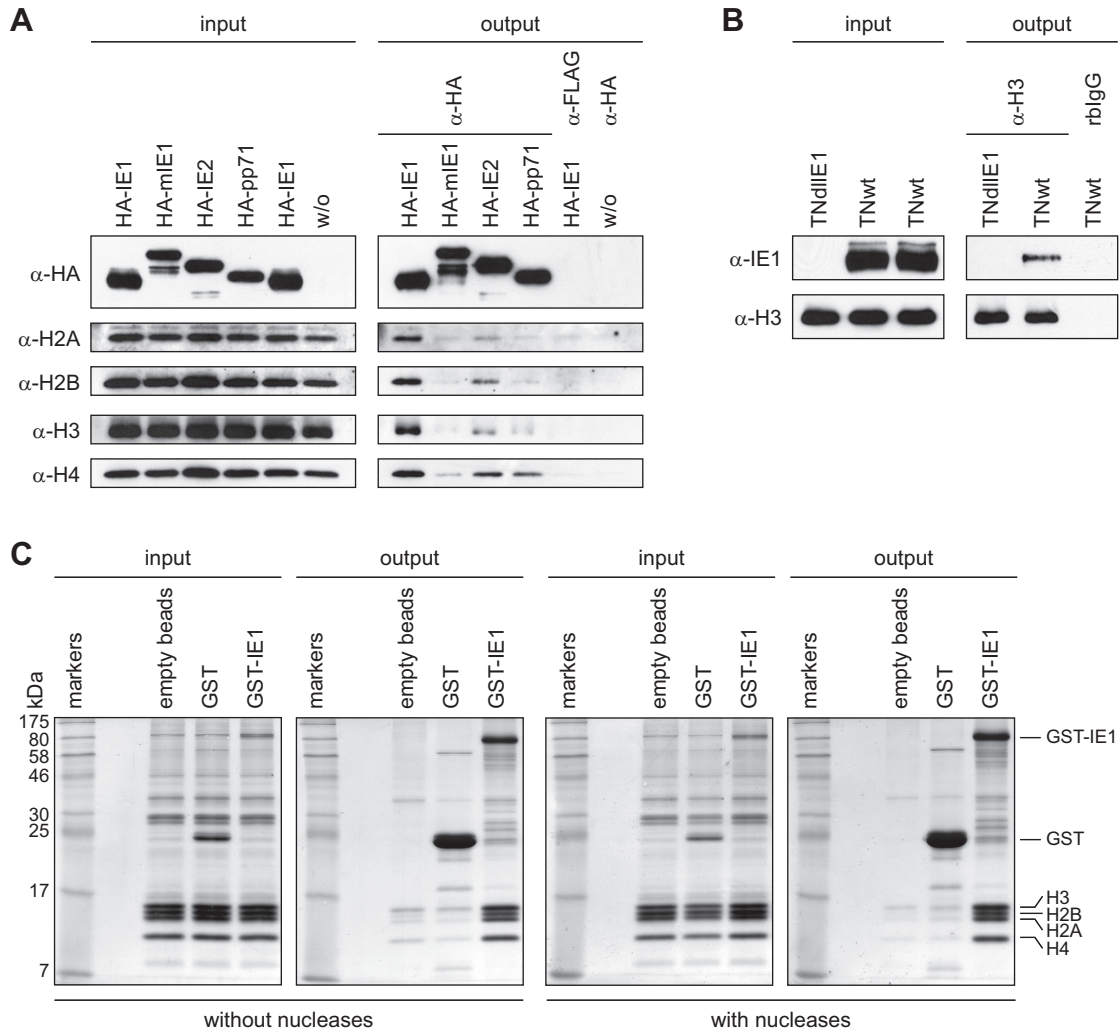 A
input
output
α-HA
α-FLAG
α-HA
HA-IE1
HA-mIE1
HA-IE2
HA-pp71
HA-IE1
w/o
HA-IE1
HA-mIE1
HA-IE2
HA-pp71
HA-IE1
w/o
α-HA
α-H2A
α-H2B
α-H3
α-H4
B
input
output
α-H3
rbIgG
TNdlIE1
TNwt
TNwt
TNdlIE1
TNwt
TNwt
α-IE1
α-H3
C
input
output
input
output
kDa
markers
empty beads
GST
GST-IE1
markers
empty beads
GST
GST-IE1
markers
empty beads
GST
GST-IE1
markers
empty beads
GST
GST-IE1
175
80
58
46
30
25
17
7
GST-IE1
GST
H3
H2B
H2A
H4
without nucleases
with nucleases